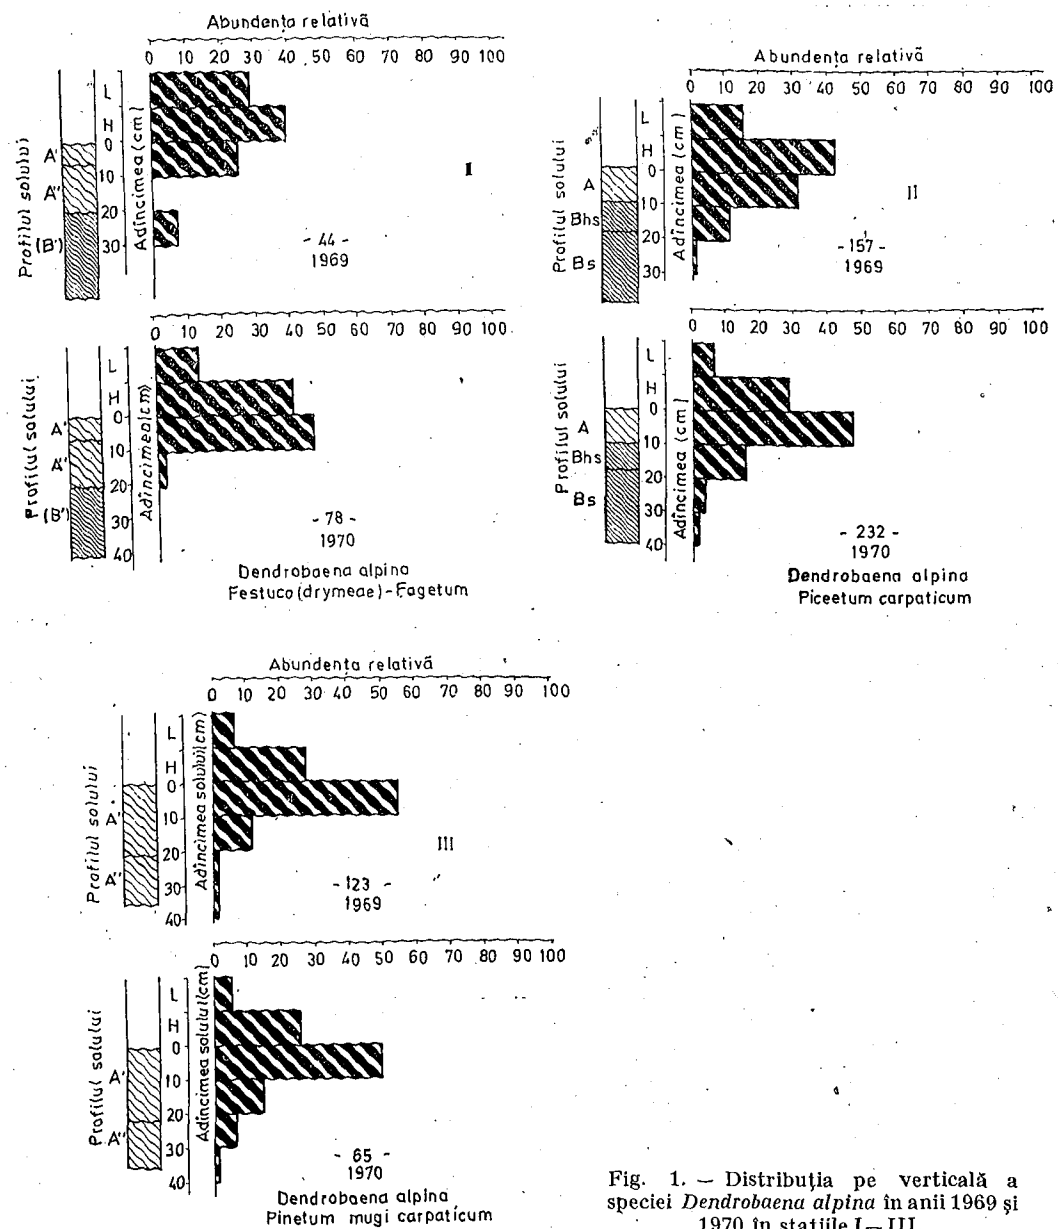 Abundența relativă
0 10 20 30 40 50 60 70 80 90 100
Profilul solului
A'
A''
(B')
L
H
0
10
20
30
Adîncimea (cm)
I
- 44 -
1969
0 10 20 30 40 50 60 70 80 90 100
Profilul solului
A'
A''
(B')
L
H
0
10
20
30
40
Adîncimea (cm)
- 78 -
1970
Dendrobaena alpina
Festuco (drymeae) - Fagetum
Abundența relativă
0 10 20 30 40 50 60 70 80 90 100
Profilul solului
A
Bhs
Bs
L
H
0
10
20
30
Adîncimea (cm)
II
- 157 -
1969
0 10 20 30 40 50 60 70 80 90 100
Profilul solului
A
Bhs
Bs
L
H
0
10
20
30
40
Adîncimea (cm)
- 232 -
1970
Dendrobaena alpina
Piceetum carpaticum
Abundența relativă
0 10 20 30 40 50 60 70 80 90 100
Profilul solului
A'
A''
L
H
0
10
20
30
40
Adîncimea solului (cm)
III
- 123 -
1969
0 10 20 30 40 50 60 70 80 90 100
Profilul solului
A'
A''
L
H
0
10
20
30
40
Adîncimea solului (cm)
- 65 -
1970
Dendrobaena alpina
Pinetum mugi carpaticum
Fig. 1. — Distribuția pe verticală a
speciei Dendrobaena alpina în anii 1969 și
1970 în stațiile I—III